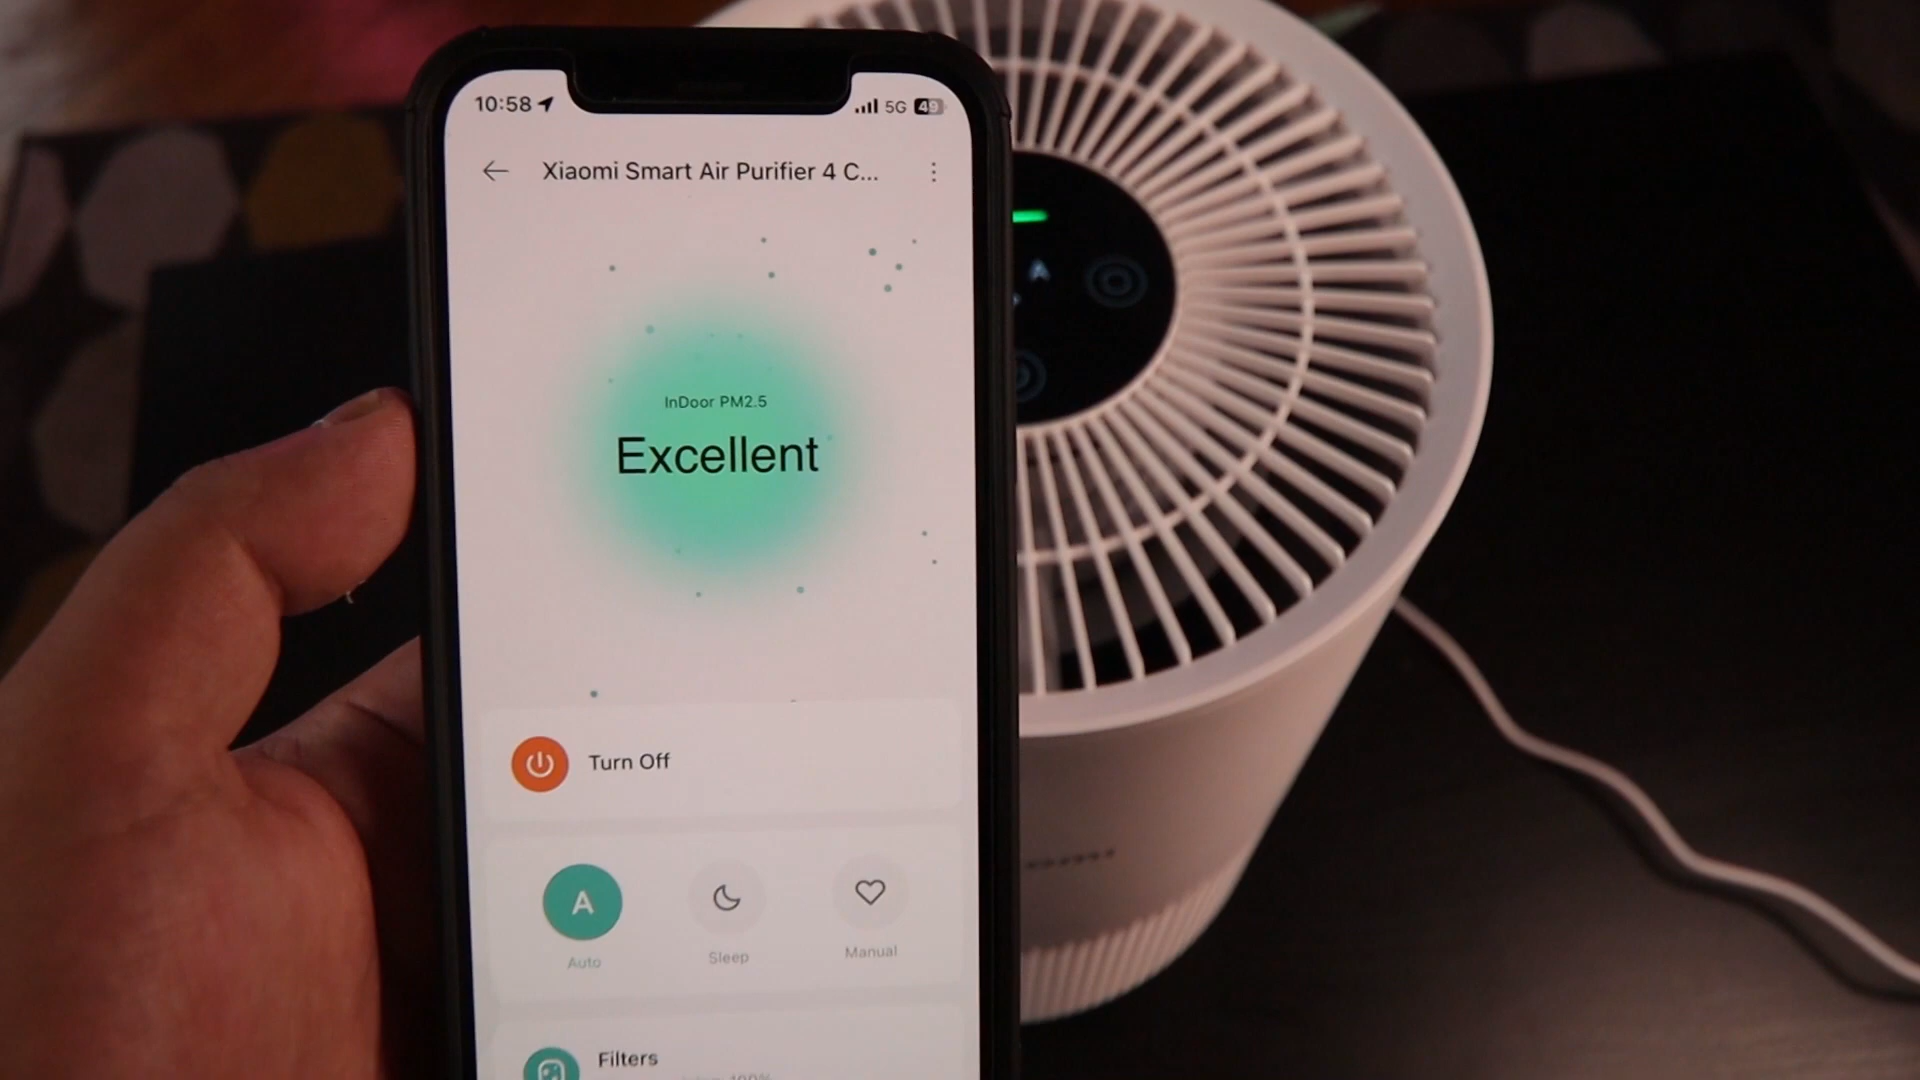 10:58
5G 49
Xiaomi Smart Air Purifier 4 C...
A
InDoor PM2.5
Excellent
Turn Off
A
Auto
Sleep
Manual
Filters
100%